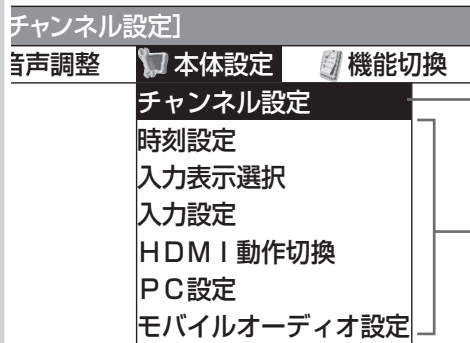 チャンネル設定]
音声調整 本体設定 機能切換
チャンネル設定
時刻設定
入力表示選択
入力設定
ＨＤＭＩ動作切換
ＰＣ設定
モバイルオーディオ設定